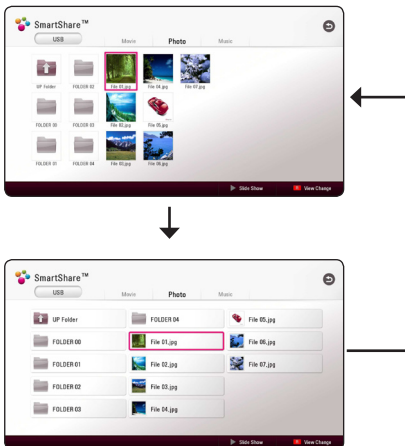 SmartShare™
USB
Movie Photo Music
UP Folder FOLDER 02 File 01.jpg File 04.jpg File 07.jpg
FOLDER 00 FOLDER 03 File 02.jpg File 05.jpg
FOLDER 01 FOLDER 04 File 03.jpg File 06.jpg
Slide Show View Change
SmartShare™
USB
Movie Photo Music
UP Folder FOLDER 04 File 05.jpg
FOLDER 00 File 01.jpg File 06.jpg
FOLDER 01 File 02.jpg File 07.jpg
FOLDER 02 File 03.jpg
FOLDER 03 File 04.jpg
Slide Show View Change